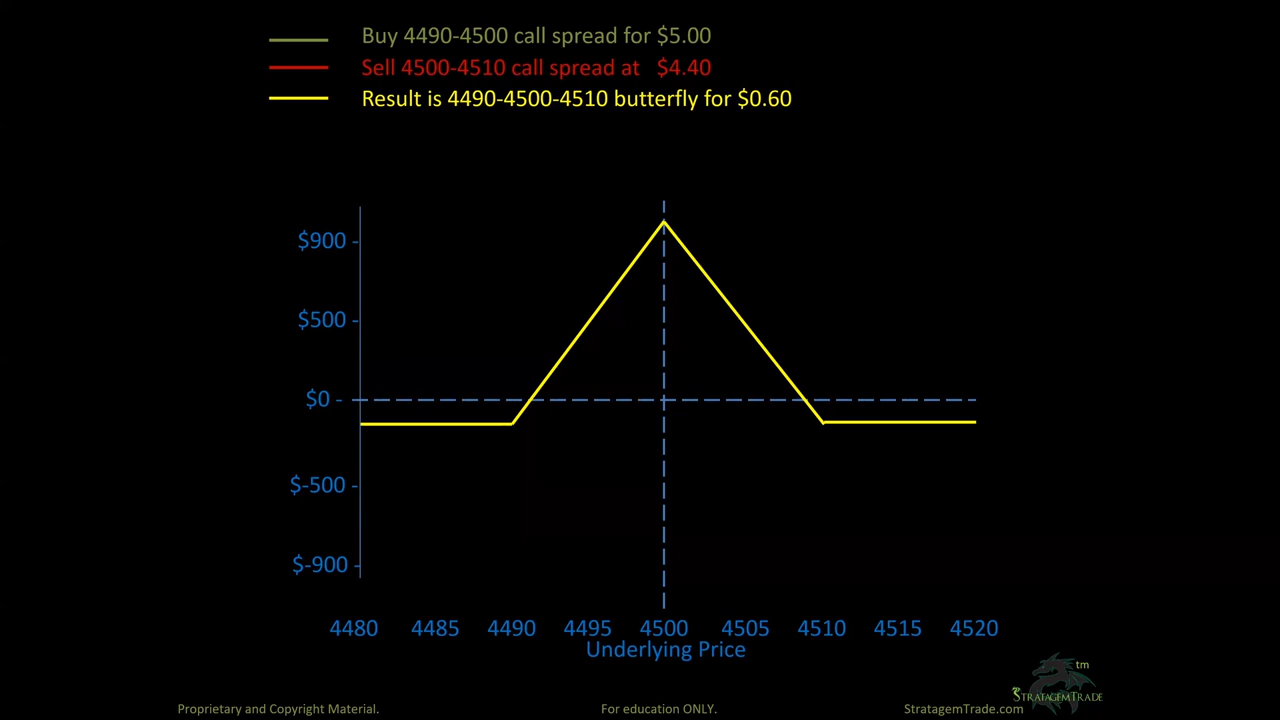 Buy 4490-4500 call spread for $5.00
Sell 4500-4510 call spread at $4.40
Result is 4490-4500-4510 butterfly for $0.60
$900
$500
$0
$-500
$-900
4480 4485 4490 4495 4500 4505 4510 4515 4520
Underlying Price
tm
STRATAGEMTRADE
Proprietary and Copyright Material. For education ONLY. StratagemTrade.com